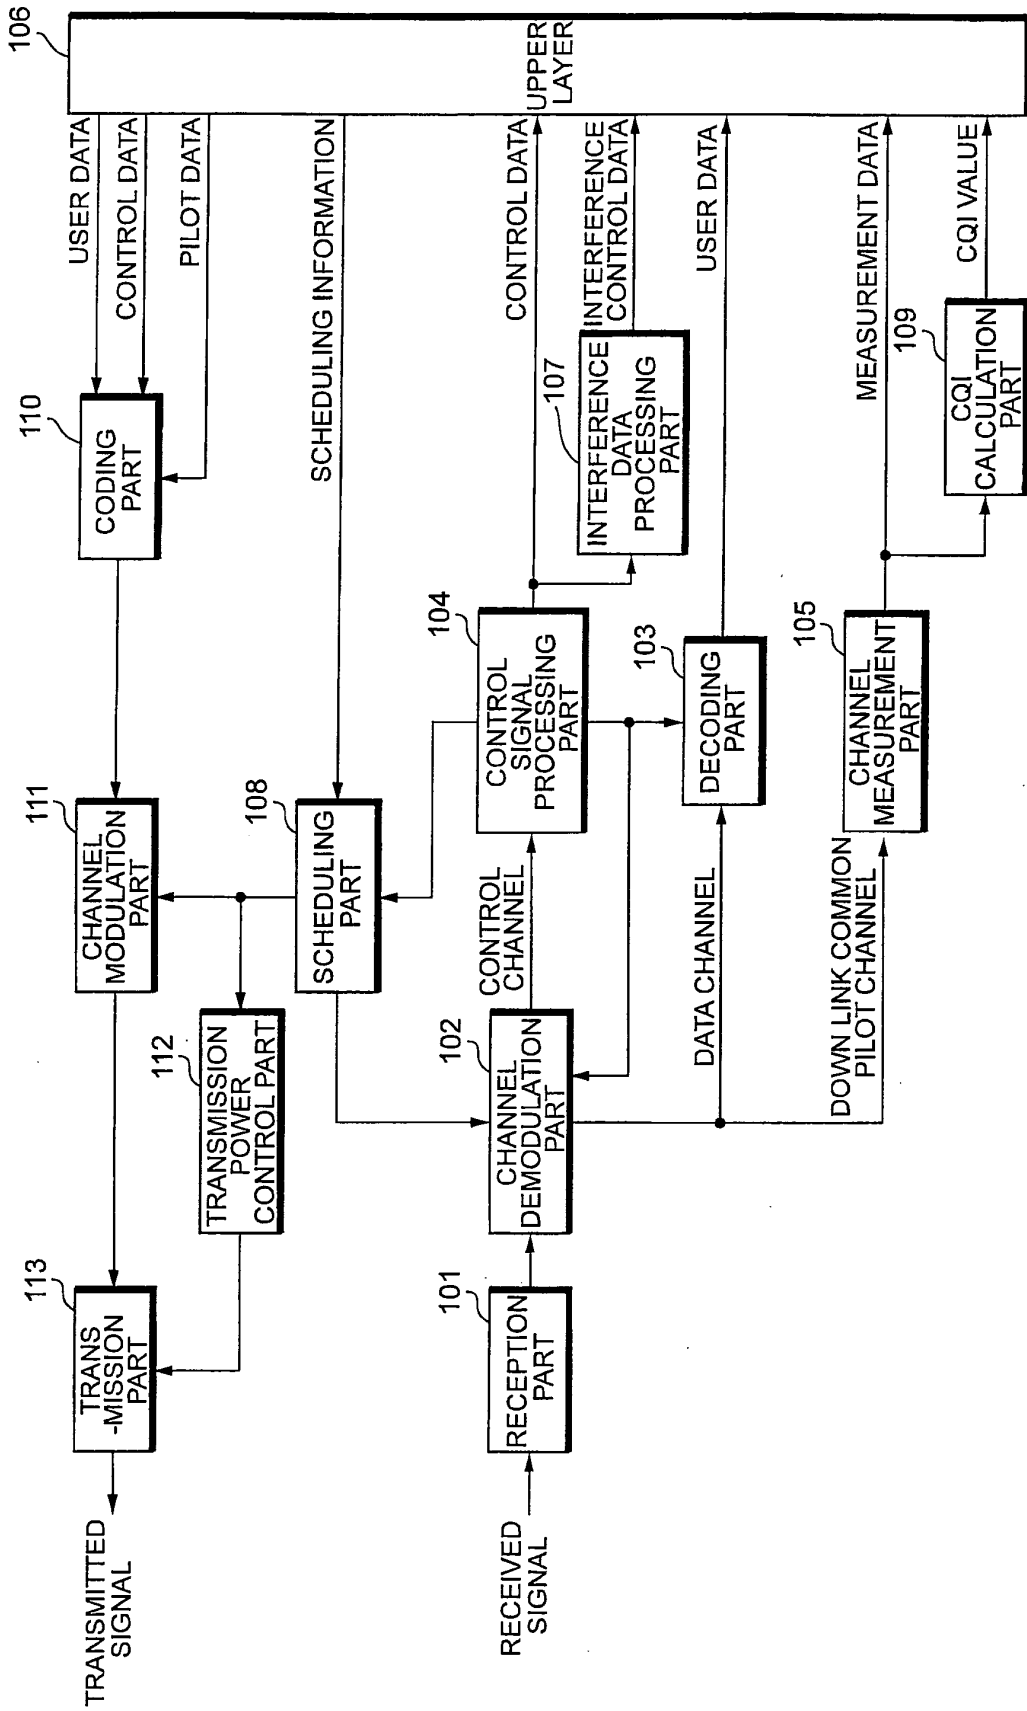 106
UPPER
LAYER
USER DATA
CONTROL DATA
PILOT DATA
SCHEDULING INFORMATION
CONTROL DATA
INTERFERENCE
CONTROL DATA
USER DATA
MEASUREMENT DATA
CQI VALUE
110
CODING
PART
107
INTERFERENCE
DATA
PROCESSING
PART
109
CQI
CALCULATION
PART
111
CHANNEL
MODULATION
PART
108
SCHEDULING
PART
104
CONTROL
SIGNAL
PROCESSING
PART
103
DECODING
PART
105
CHANNEL
MEASUREMENT
PART
CONTROL
CHANNEL
DATA CHANNEL
DOWN LINK COMMON
PILOT CHANNEL
112
TRANSMISSION
POWER
CONTROL PART
102
CHANNEL
DEMODULATION
PART
113
TRANS
-MISSION
PART
101
RECEPTION
PART
TRANSMITTED
SIGNAL
RECEIVED
SIGNAL